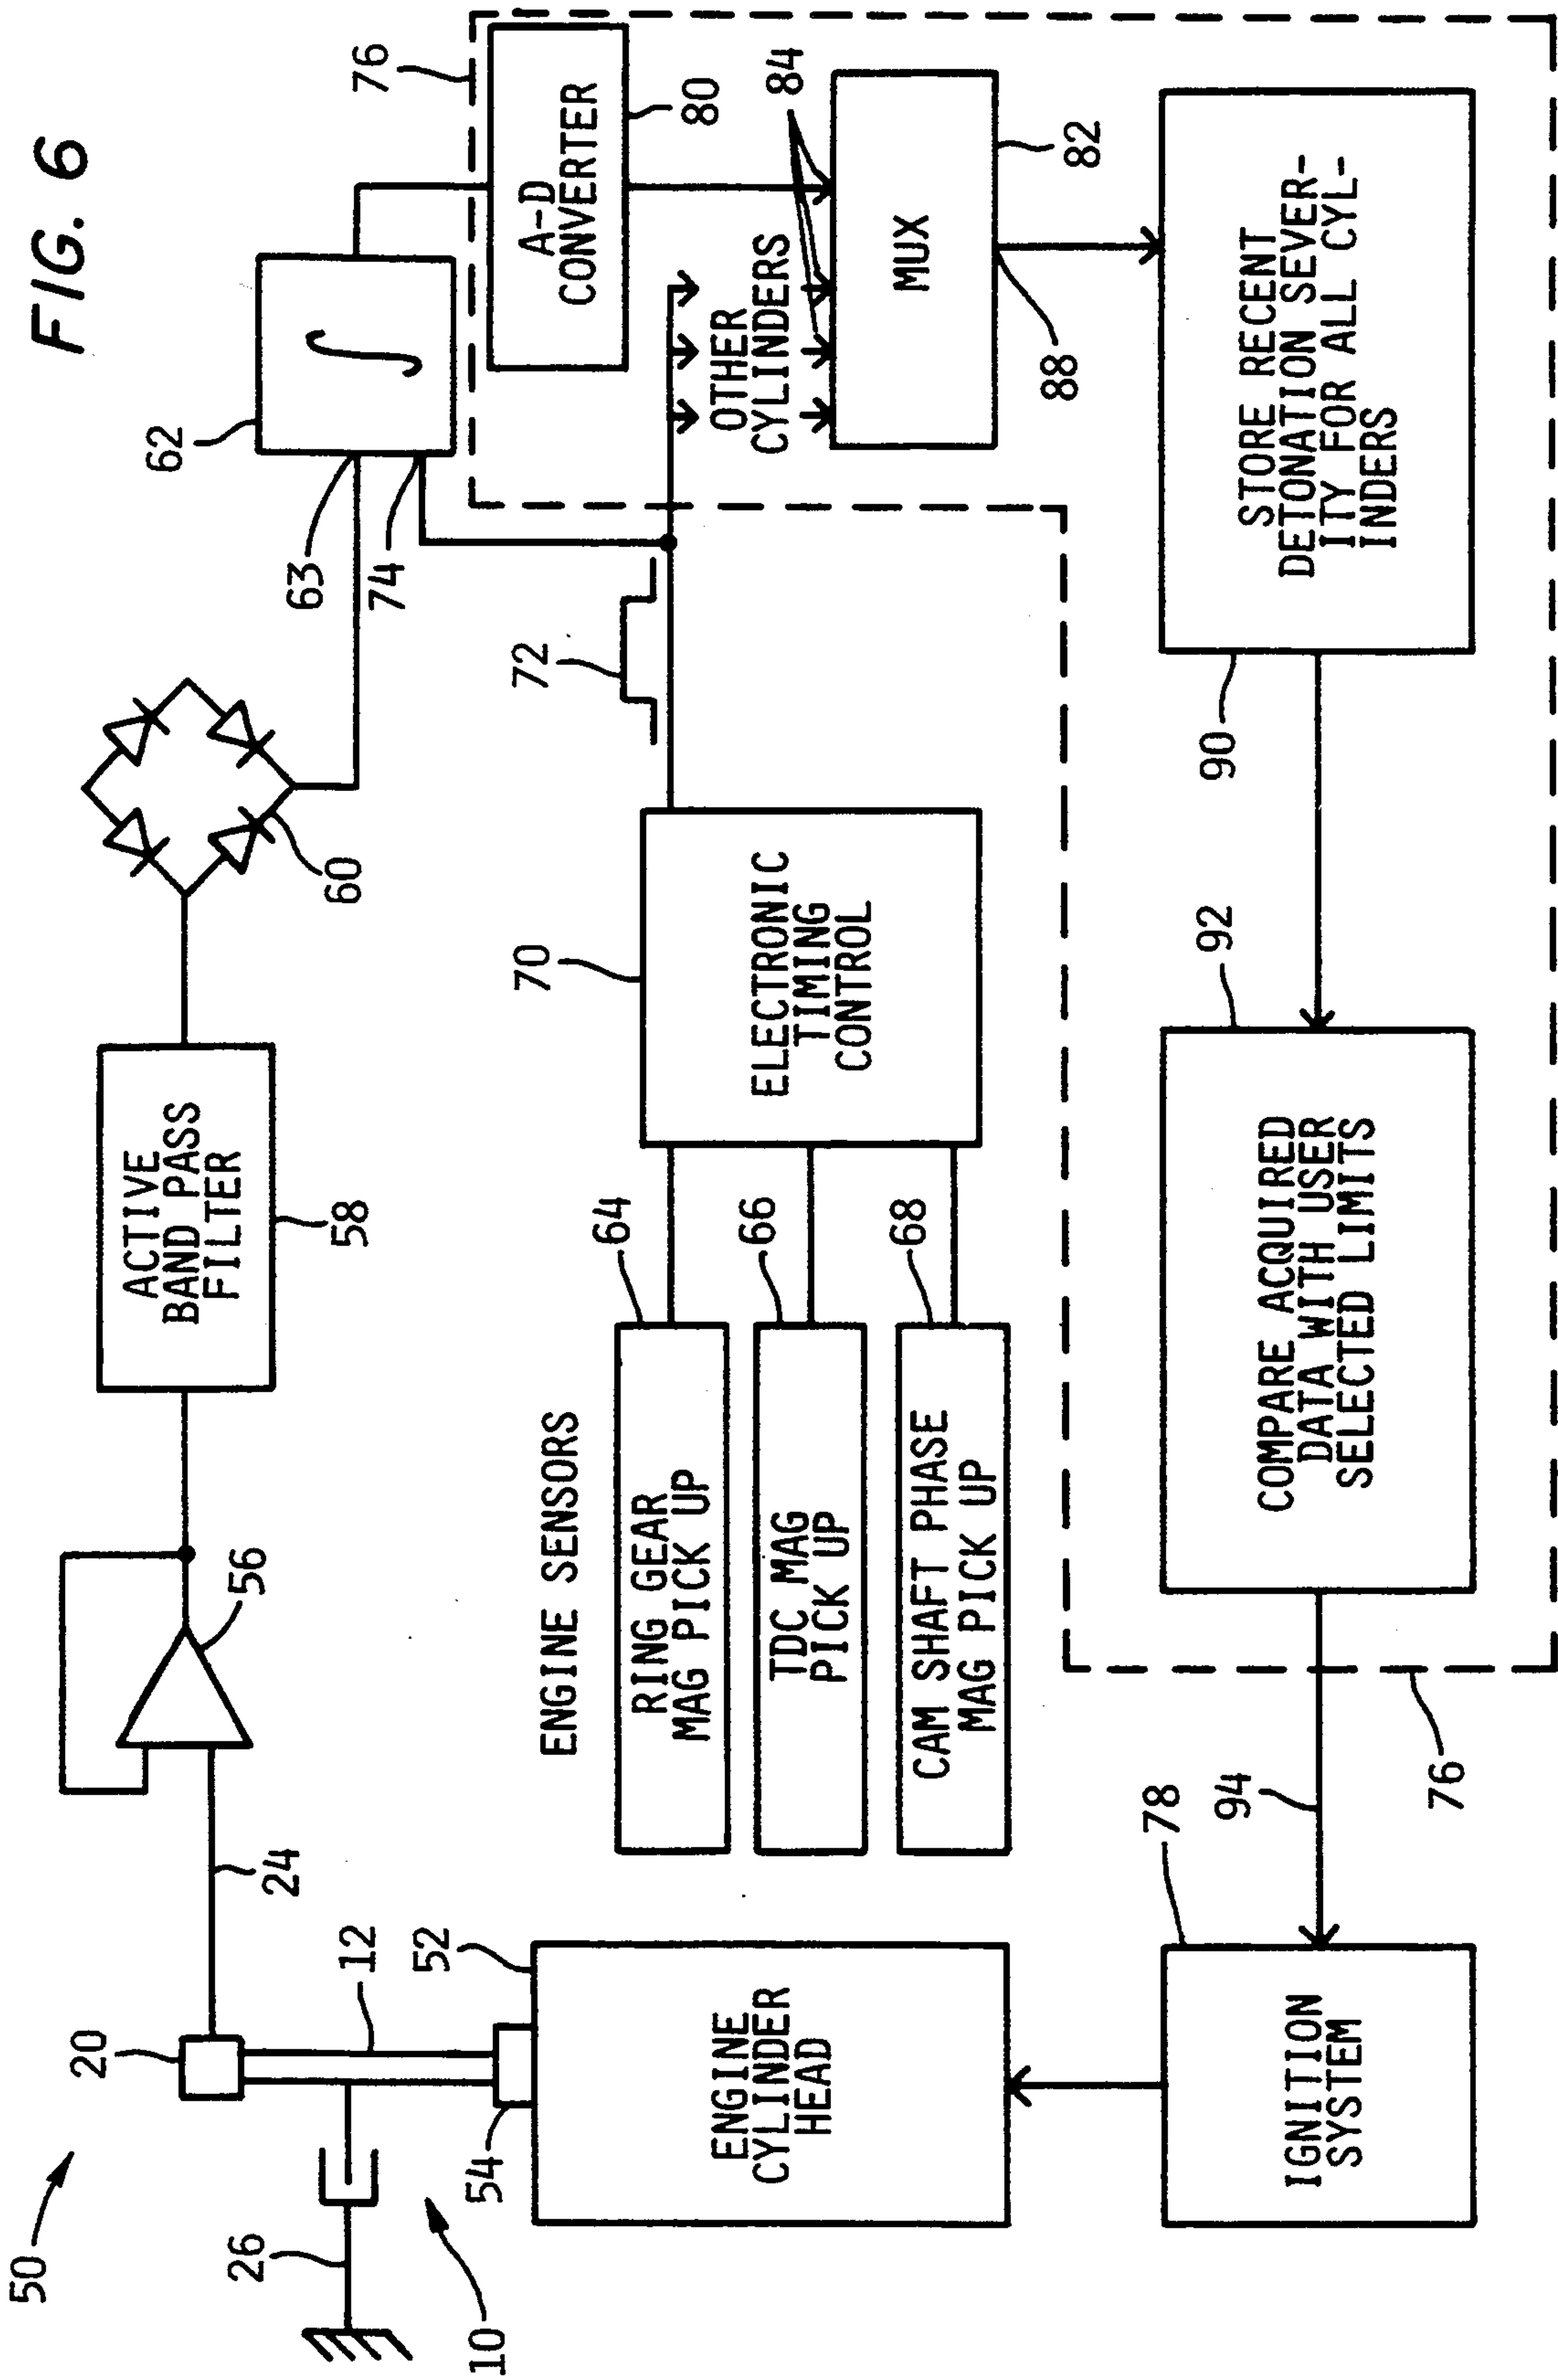 FIG. 6
50
20
24
56
ACTIVE
BAND PASS
FILTER
58
60
62
∫
63
74
76
26
12
10
54
52
ENGINE
CYLINDER
HEAD
ENGINE SENSORS
RING GEAR
MAG PICK UP
64
TDC MAG
PICK UP
66
CAM SHAFT PHASE
MAG PICK UP
68
70
ELECTRONIC
TIMING
CONTROL
72
A-D
CONVERTER
80
OTHER
CYLINDERS
84
MUX
82
88
78
IGNITION
SYSTEM
94
76
92
COMPARE ACQUIRED
DATA WITH USER
SELECTED LIMITS
90
STORE RECENT
DETONATION SEVER-
ITY FOR ALL CYL-
INDERS